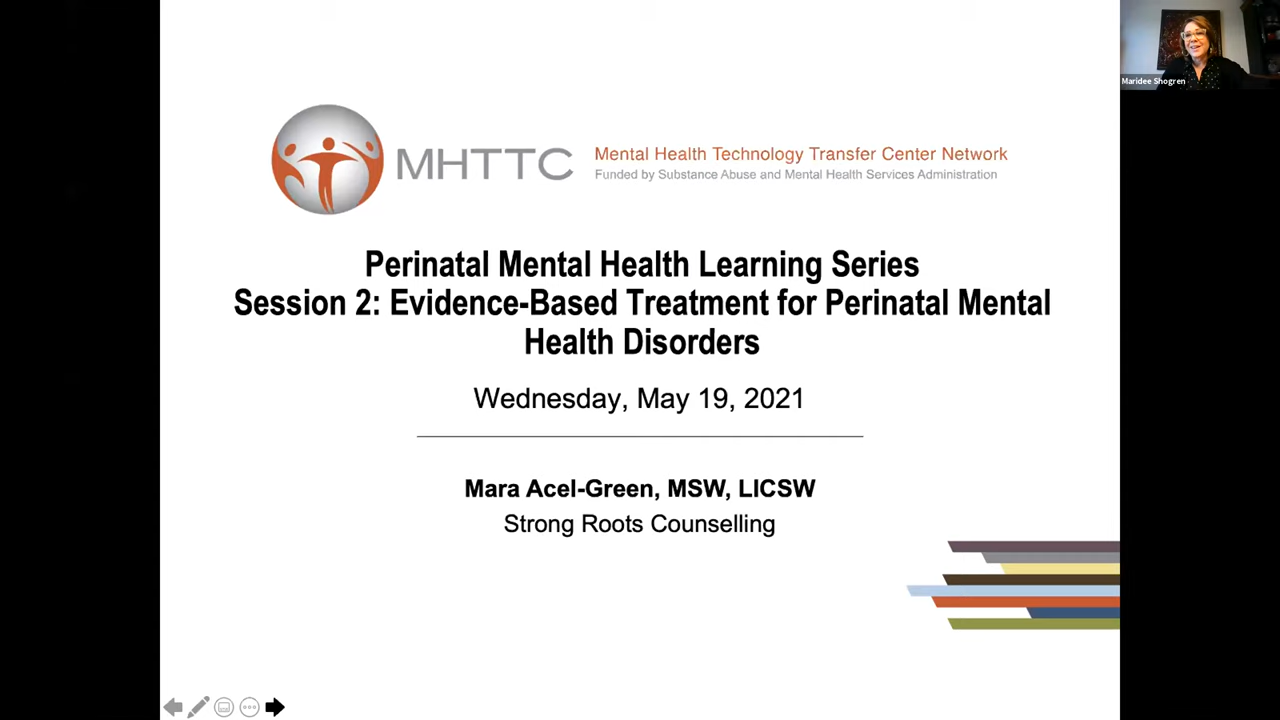 Maridee Shogren
MHTTC
Mental Health Technology Transfer Center Network
Funded by Substance Abuse and Mental Health Services Administration
Perinatal Mental Health Learning Series
Session 2: Evidence-Based Treatment for Perinatal Mental
Health Disorders
Wednesday, May 19, 2021
Mara Acel-Green, MSW, LICSW
Strong Roots Counselling